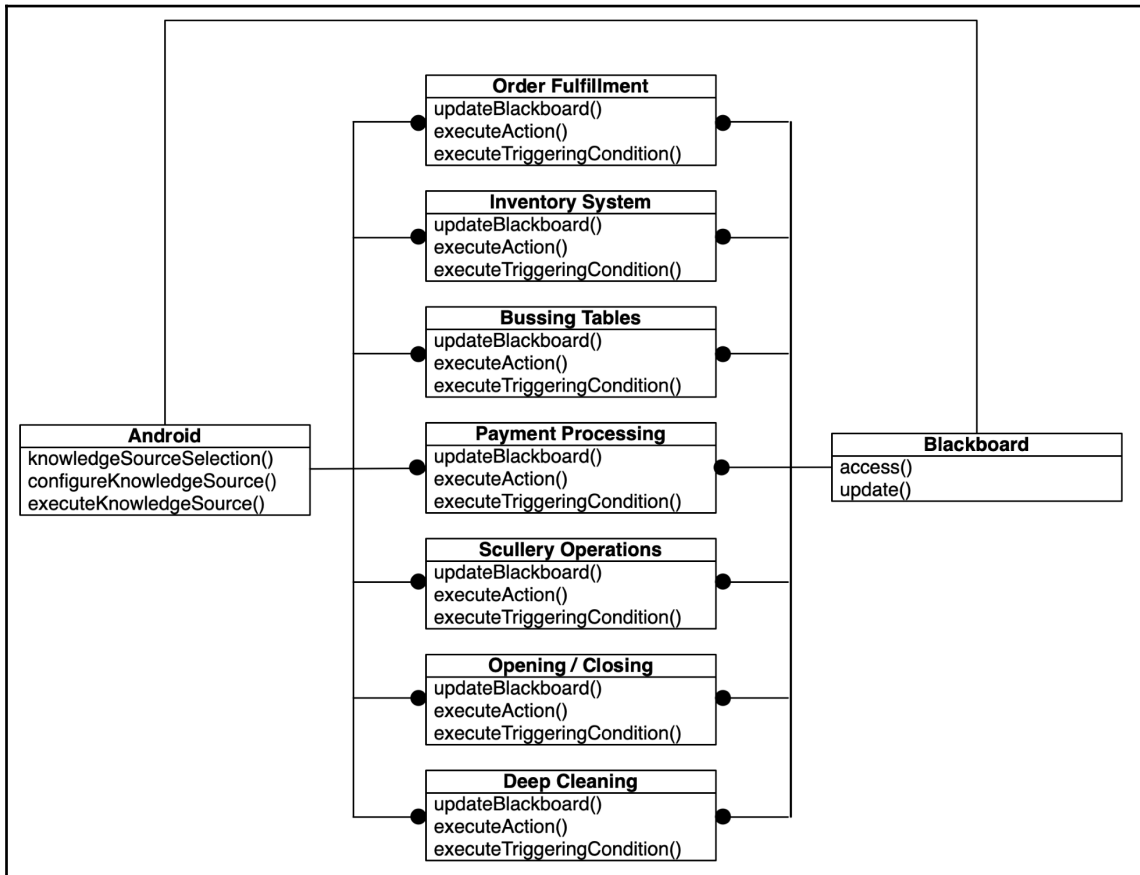 Order Fulfillment
updateBlackboard()
executeAction()
executeTriggeringCondition()
Inventory System
updateBlackboard()
executeAction()
executeTriggeringCondition()
Bussing Tables
updateBlackboard()
executeAction()
executeTriggeringCondition()
Android
knowledgeSourceSelection()
configureKnowledgeSource()
executeKnowledgeSource()
Payment Processing
updateBlackboard()
executeAction()
executeTriggeringCondition()
Blackboard
access()
update()
Scullery Operations
updateBlackboard()
executeAction()
executeTriggeringCondition()
Opening / Closing
updateBlackboard()
executeAction()
executeTriggeringCondition()
Deep Cleaning
updateBlackboard()
executeAction()
executeTriggeringCondition()